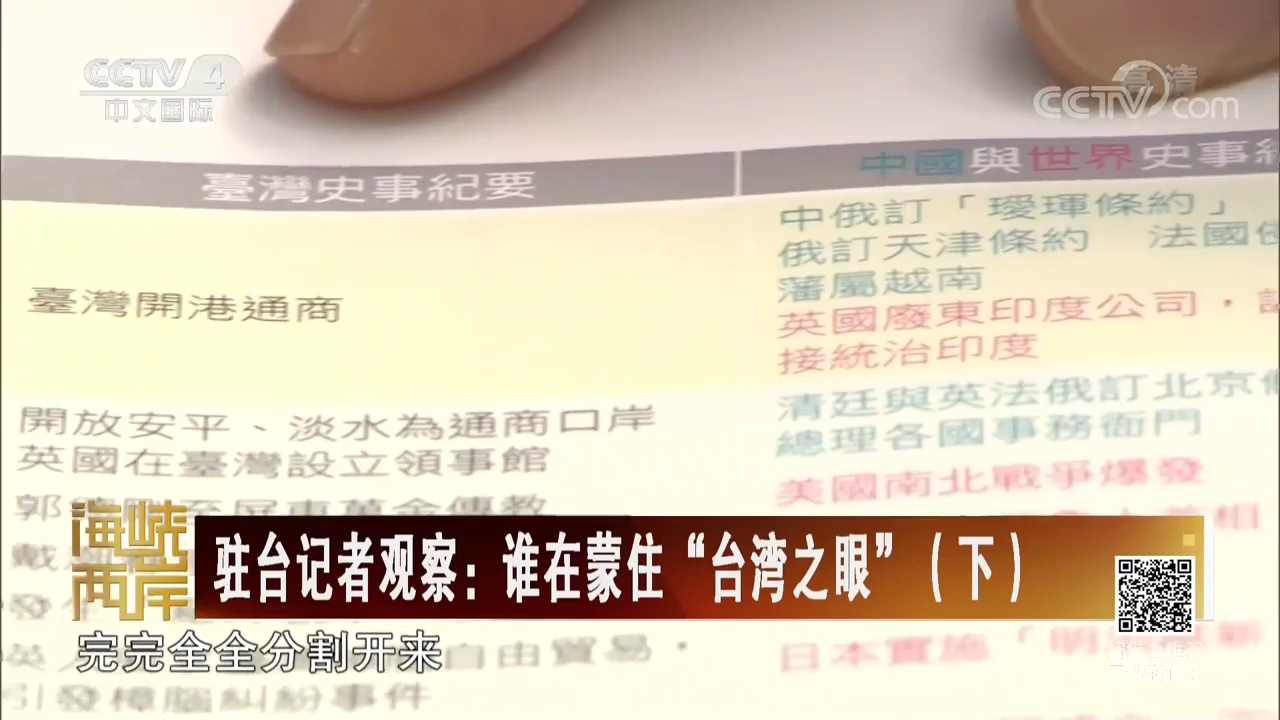 CCTV 4
中文国际
高清
CCTV.com
臺灣史事紀要
中國與世界史事紀
臺灣開港通商
中俄訂「璦琿條約」
俄訂天津條約 法國
藩屬越南
英國廢東印度公司，
接統治印度
開放安平、淡水為通商口岸
英國在臺灣設立領事館
清廷與英法俄訂北京
總理各國事務衙門
美國南北戰爭爆發
相
海峡两岸
驻台记者观察：谁在蒙住“台湾之眼”（下）
完完全全分割开来
自由貿易，
日本實施「明
新
引發樟腦糾紛事件